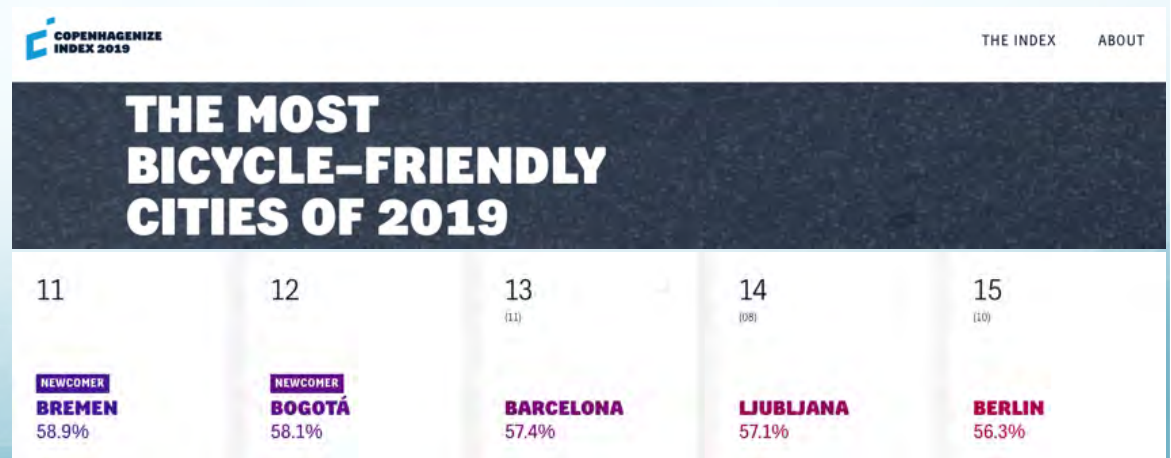 COPENHAGENIZE
INDEX 2019
THE INDEX
ABOUT
THE MOST
BICYCLE–FRIENDLY
CITIES OF 2019
11
NEWCOMER
BREMEN
58.9%
12
NEWCOMER
BOGOTÁ
58.1%
13
(11)
BARCELONA
57.4%
14
(08)
LJUBLJANA
57.1%
15
(10)
BERLIN
56.3%